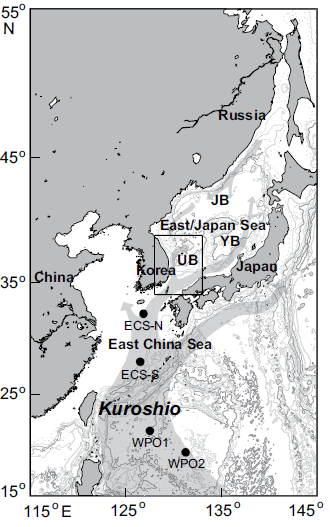 55°
N
Russia
45°
JB
East/Japan Sea
YB
UB
Korea
Japan
China
35°
ECS-N
East China Sea
ECS-S
25°
Kuroshio
WPO1
WPO2
15°
115°E 125° 135° 145°